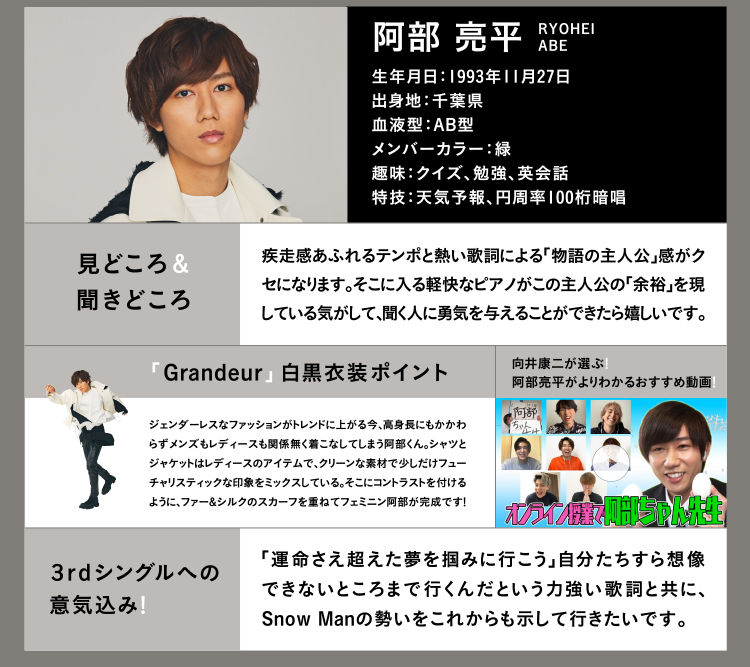 阿部 亮平 RYOHEI
ABE
生年月日：1993年11月27日
出身地：千葉県
血液型：AB型
メンバーカラー：緑
趣味：クイズ、勉強、英会話
特技：天気予報、円周率100桁暗唱
見どころ&
聞きどころ
疾走感あふれるテンポと熱い歌詞による「物語の主人公」感がク
セになります。そこに入る軽快なピアノがこの主人公の「余裕」を現
している気がして、聞く人に勇気を与えることができたら嬉しいです。
「Grandeur」白黒衣装ポイント
ジェンダーレスなファッションがトレンドに上がる今、高身長にもかかわ
らずメンズもレディースも関係無く着こなしてしまう阿部くん。シャツと
ジャケットはレディースのアイテムで、クリーンな素材で少しだけフュー
チャリスティックな印象をミックスしている。そこにコントラストを付ける
ように、ファー&シルクのスカーフを重ねてフェミニン阿部が完成です!
向井康二が選ぶ!
阿部亮平がよりわかるおすすめ動画!
阿部
ちゃん
オンライン授業で阿部ちゃん先生
3rdシングルへの
意気込み!
「運命さえ超えた夢を掴みに行こう」自分たちすら想像
できないところまで行くんだという力強い歌詞と共に、
Snow Manの勢いをこれからも示して行きたいです。